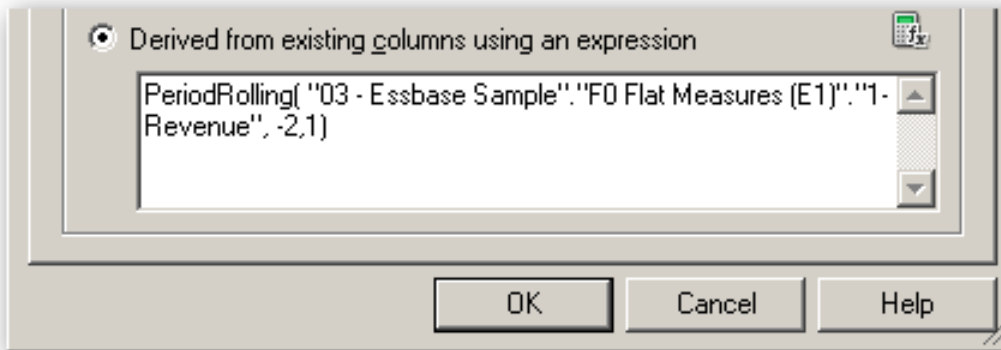 Derived from existing columns using an expression
fx
PeriodRolling( "03 - Essbase Sample"."F0 Flat Measures (E1)"."1-
Revenue", -2,1)
OK Cancel Help